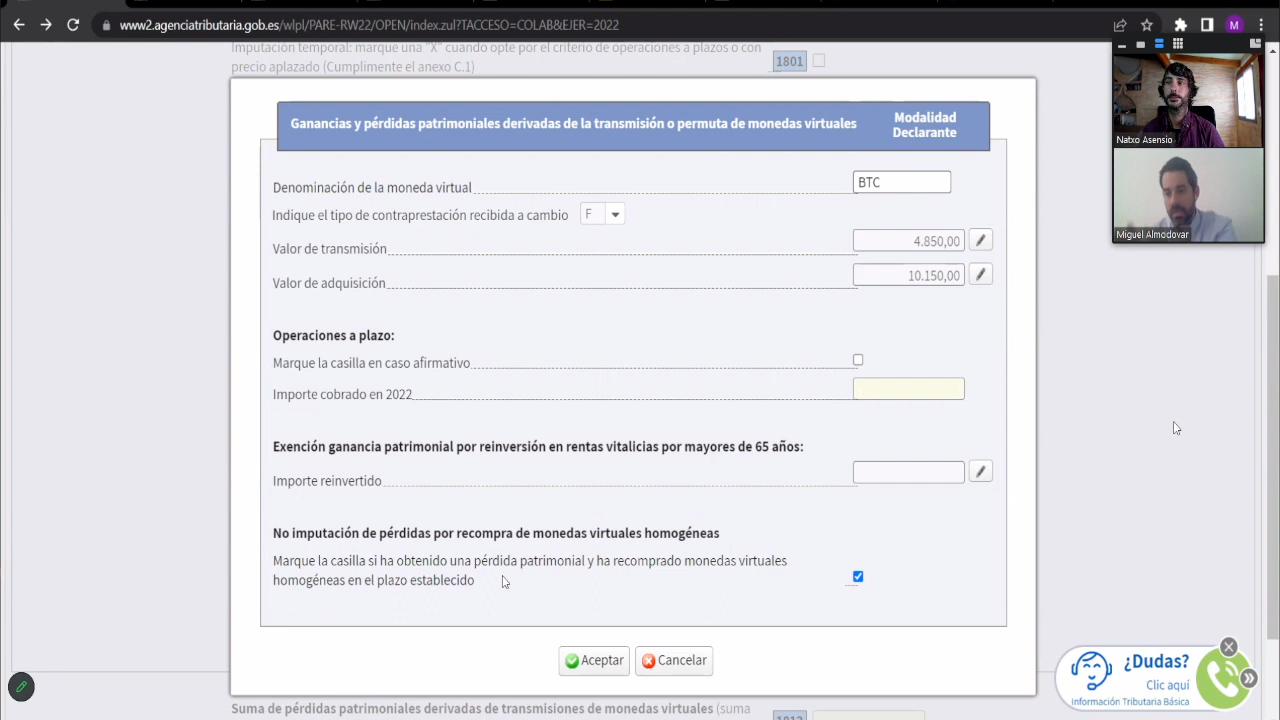 www2.agenciatributaria.gob.es/wlpl/PARE-RW22/OPEN/index.zul?TACCESO=COLAB&EJER=2022
M
Imputación temporal: marque una "X" cuando opte por el criterio de operaciones a plazos o con
precio aplazado (Cumplimente el anexo C.1)
1801
Natxo Asensio
Miguel Almodovar
Ganancias y pérdidas patrimoniales derivadas de la transmisión o permuta de monedas virtuales
Modalidad
Declarante
Denominación de la moneda virtual
BTC
Indique el tipo de contraprestación recibida a cambio
F
Valor de transmisión
4.850,00
Valor de adquisición
10.150,00
Operaciones a plazo:
Marque la casilla en caso afirmativo
Importe cobrado en 2022
Exención ganancia patrimonial por reinversión en rentas vitalicias por mayores de 65 años:
Importe reinvertido
No imputación de pérdidas por recompra de monedas virtuales homogéneas
Marque la casilla si ha obtenido una pérdida patrimonial y ha recomprado monedas virtuales
homogéneas en el plazo establecido
Aceptar
Cancelar
¿Dudas?
Clic aquí
Información Tributaria Básica
Suma de pérdidas patrimoniales derivadas de transmisiones de monedas virtuales (suma